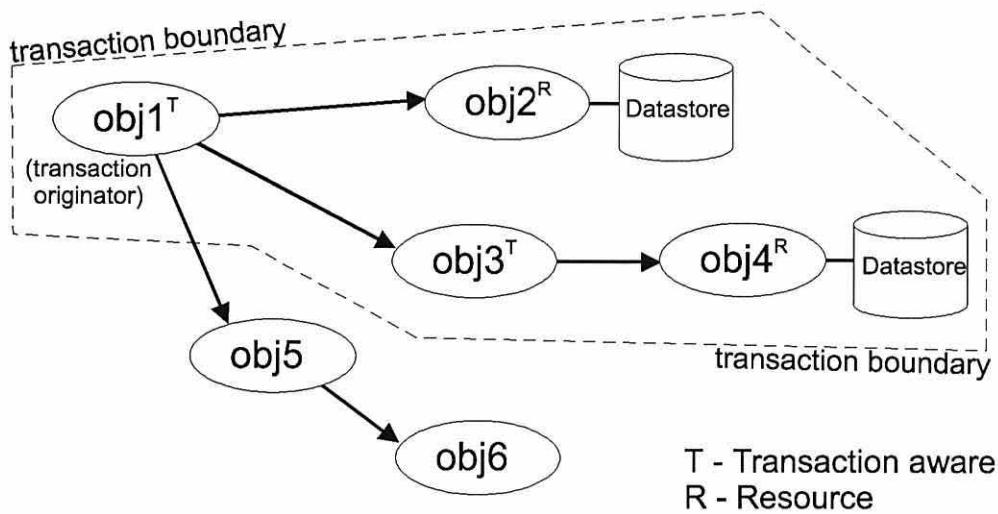 transaction boundary
obj1T
obj2R
Datastore
(transaction
originator)
obj3T
obj4R
Datastore
obj5
transaction boundary
obj6
T - Transaction aware
R - Resource